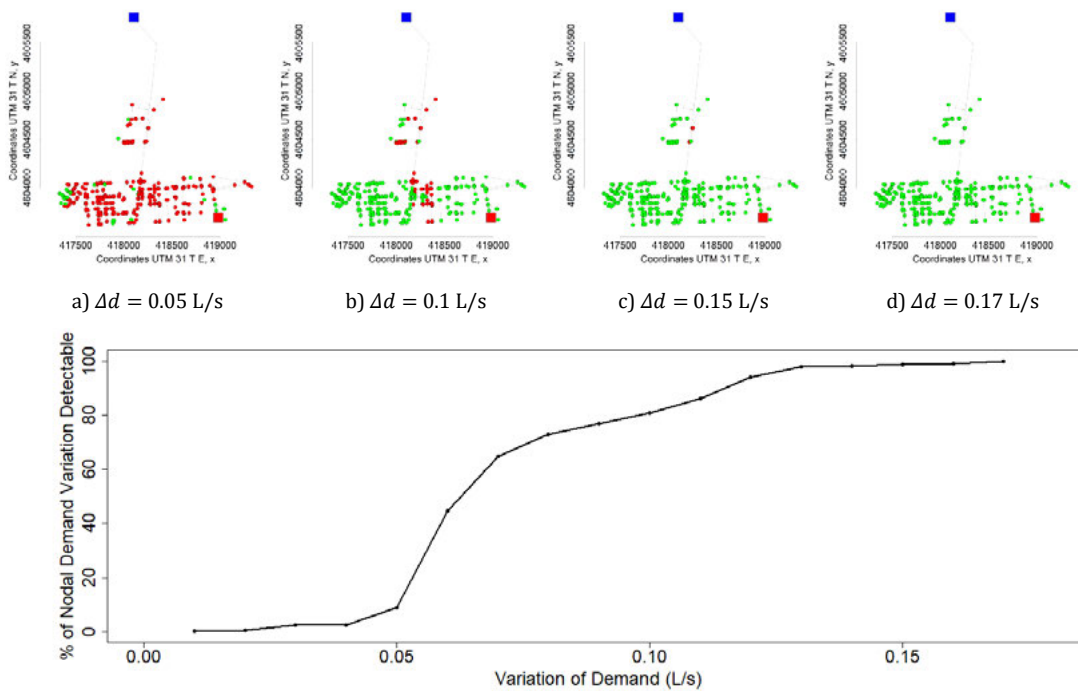 Coordinates UTM 31 T N, y
4605500
4605000
4604500
4604000
417500 418000 418500 419000
Coordinates UTM 31 T E, x
a) Δd = 0.05 L/s
Coordinates UTM 31 T N, y
4605500
4605000
4604500
4604000
417500 418000 418500 419000
Coordinates UTM 31 T E, x
b) Δd = 0.1 L/s
Coordinates UTM 31 T N, y
4605500
4605000
4604500
4604000
417500 418000 418500 419000
Coordinates UTM 31 T E, x
c) Δd = 0.15 L/s
Coordinates UTM 31 T N, y
4605500
4605000
4604500
4604000
417500 418000 418500 419000
Coordinates UTM 31 T E, x
d) Δd = 0.17 L/s
% of Nodal Demand Variation Detectable
100
80
60
40
20
0
0.00 0.05 0.10 0.15
Variation of Demand (L/s)